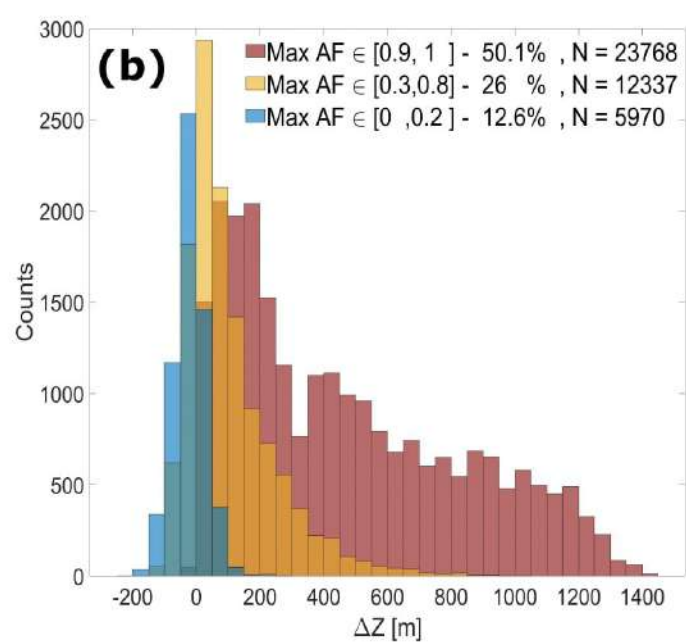 (b)
Max AF ∈ [0.9, 1 ] - 50.1% , N = 23768
Max AF ∈ [0.3,0.8] - 26 % , N = 12337
Max AF ∈ [0 ,0.2 ] - 12.6% , N = 5970
3000
2500
2000
1500
1000
500
0
Counts
-200 0 200 400 600 800 1000 1200 1400
ΔZ [m]